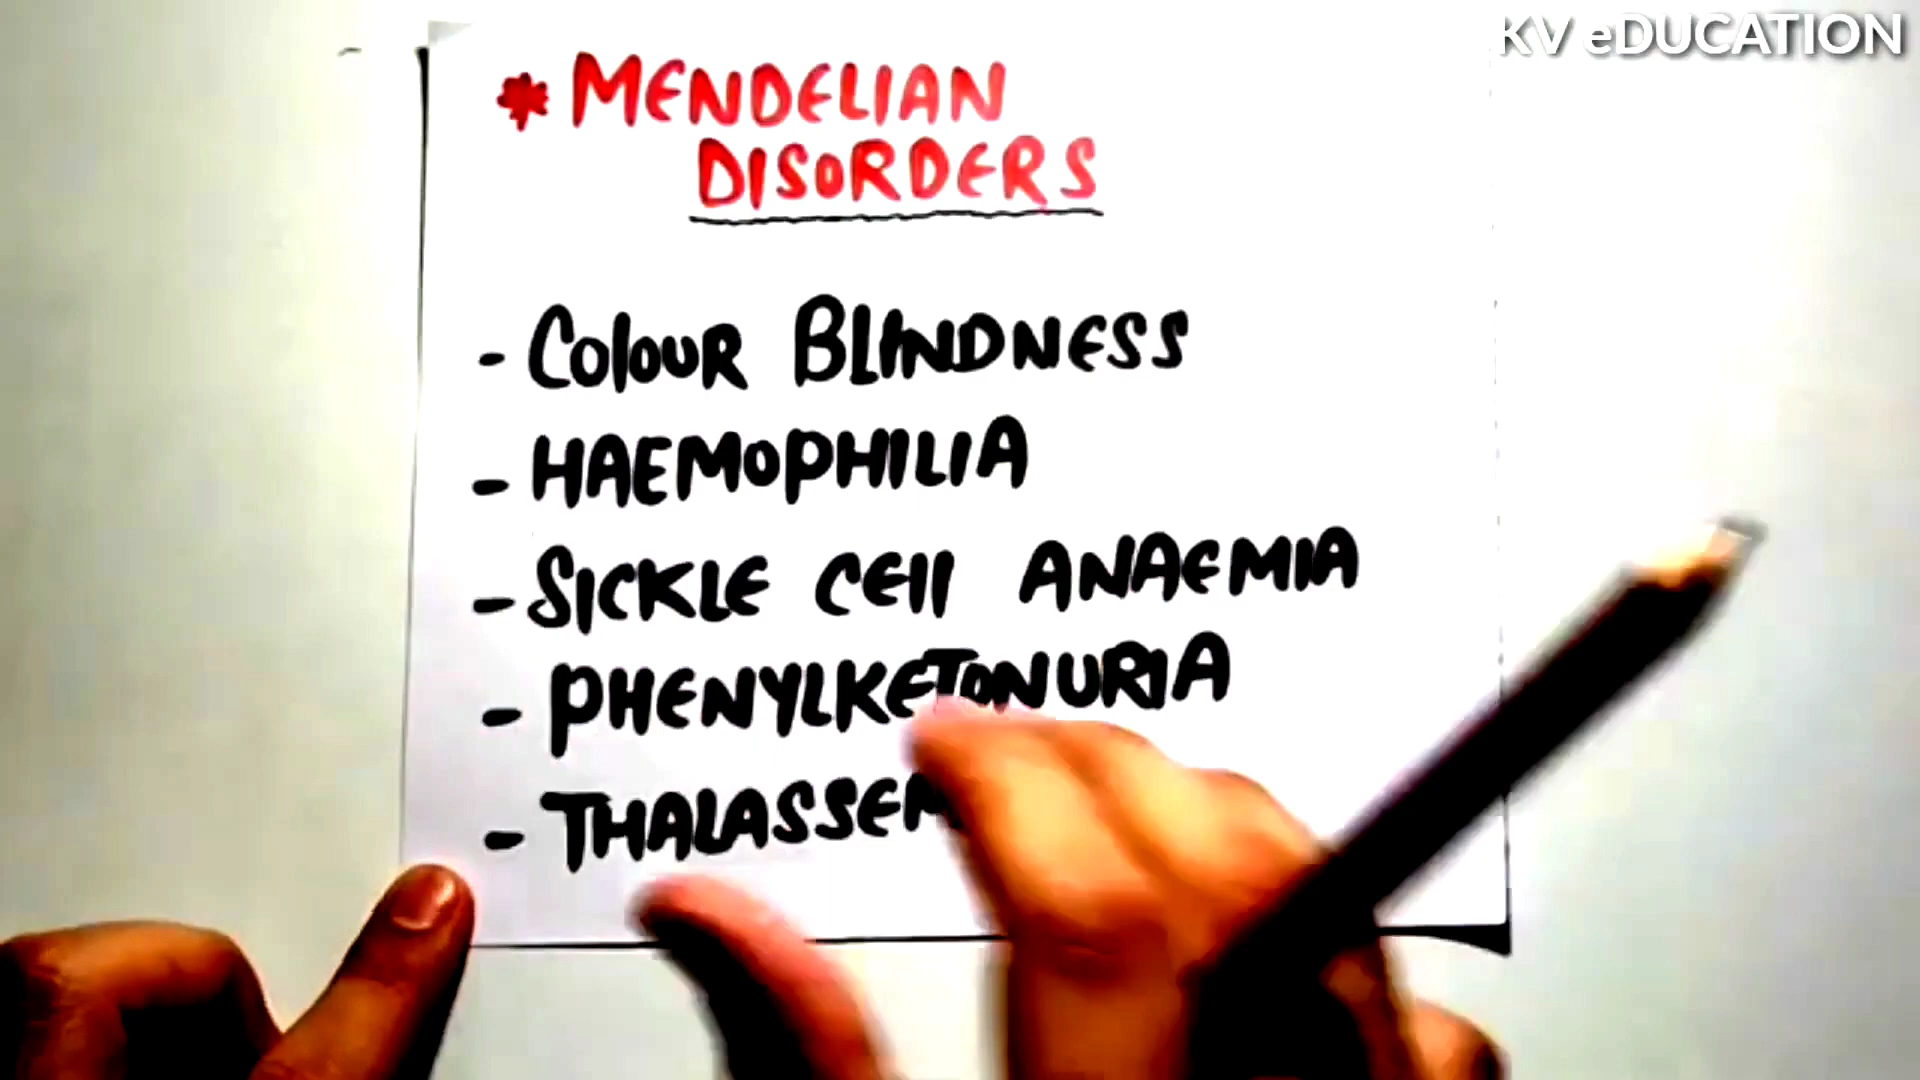 KV eDUCATION
* MENDELIAN
DISORDERS
- COlOUR BLINDNESS
- HAEMOPHILIA
- SICKLE CEll ANAEMIA
- PHENYLKETONURIA